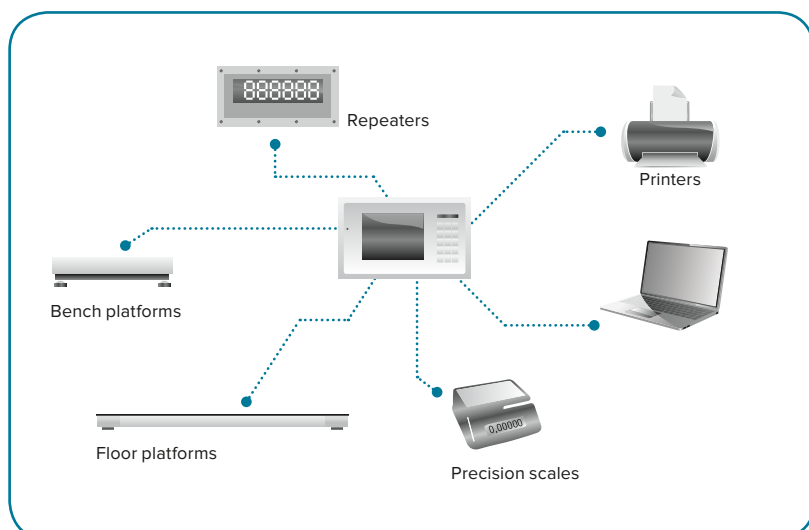 888888
Repeaters
Printers
Bench platforms
Floor platforms
0,00000
Precision scales